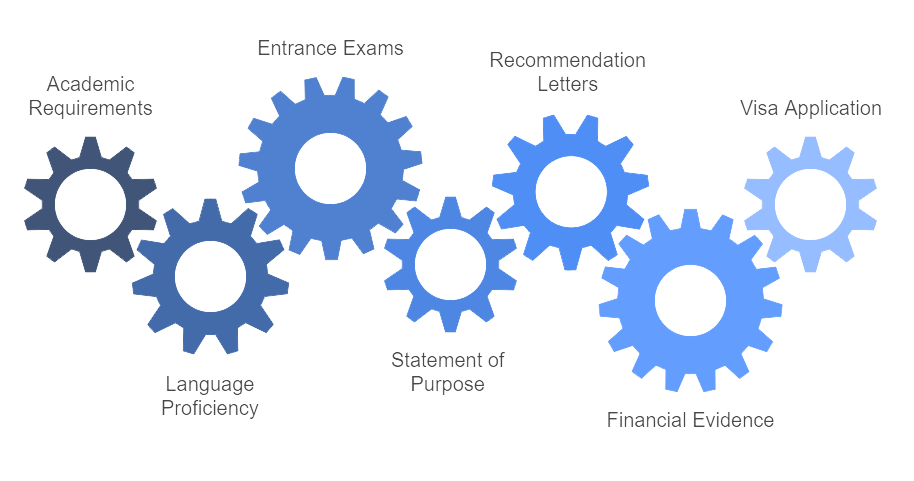 Academic
Requirements
Language
Proficiency
Entrance Exams
Statement of
Purpose
Recommendation
Letters
Financial Evidence
Visa Application